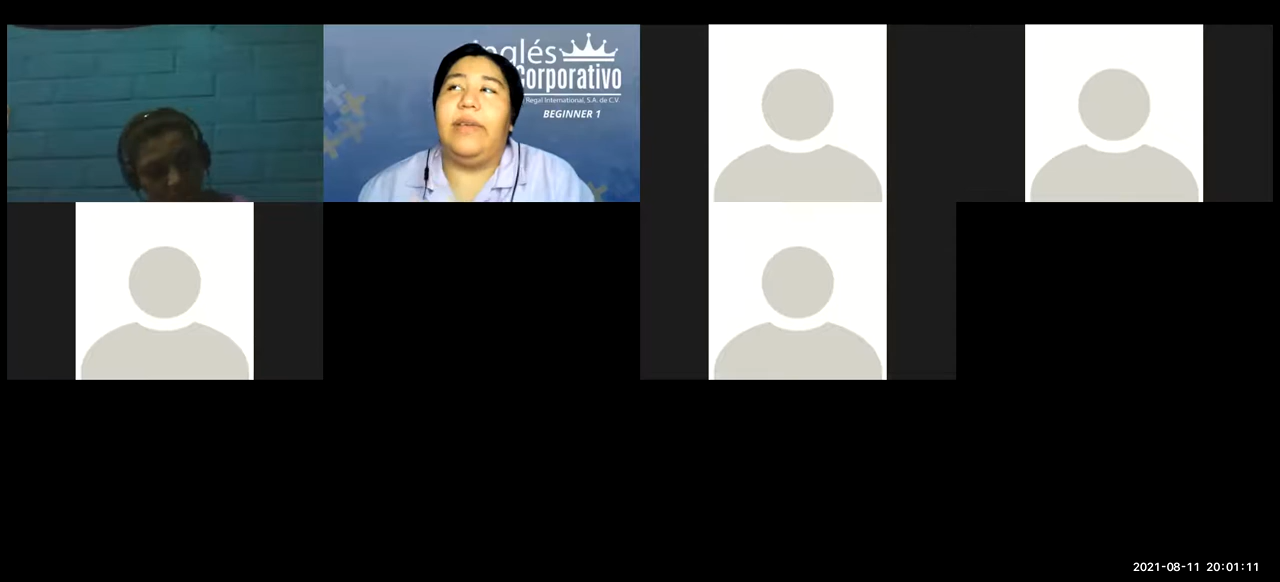 Inglés
Corporativo
Regal International, S.A. de C.V.
BEGINNER 1
2021-08-11 20:01:11